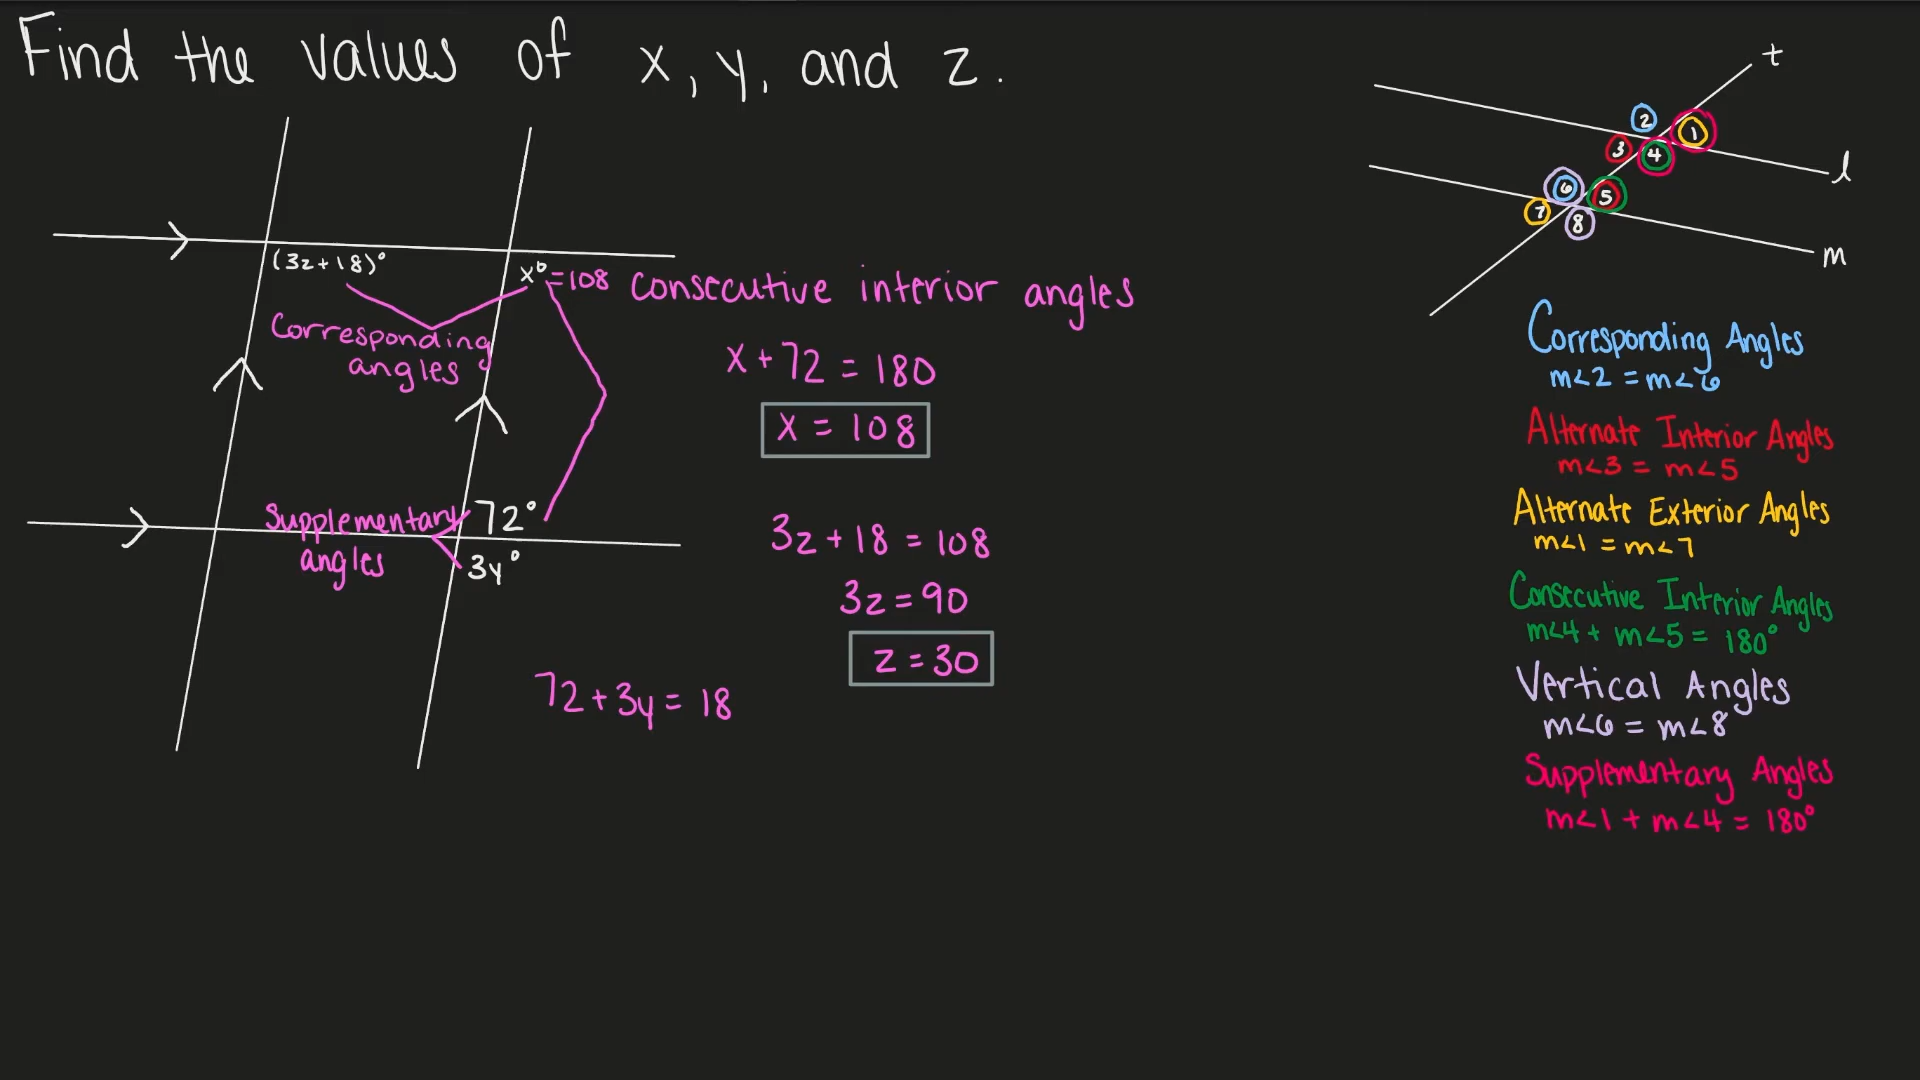 Find the values of x, y, and z.
(3z+18)°
x° = 108 Consecutive interior angles
Corresponding
angles
x + 72 = 180
x = 108
Supplementary
angles
72°
3y°
3z + 18 = 108
3z = 90
z = 30
72 + 3y = 18
t
2
1
3
4
l
6
5
7
8
m
Corresponding Angles
m∠2 = m∠6
Alternate Interior Angles
m∠3 = m∠5
Alternate Exterior Angles
m∠1 = m∠7
Consecutive Interior Angles
m∠4 + m∠5 = 180°
Vertical Angles
m∠6 = m∠8
Supplementary Angles
m∠1 + m∠4 = 180°